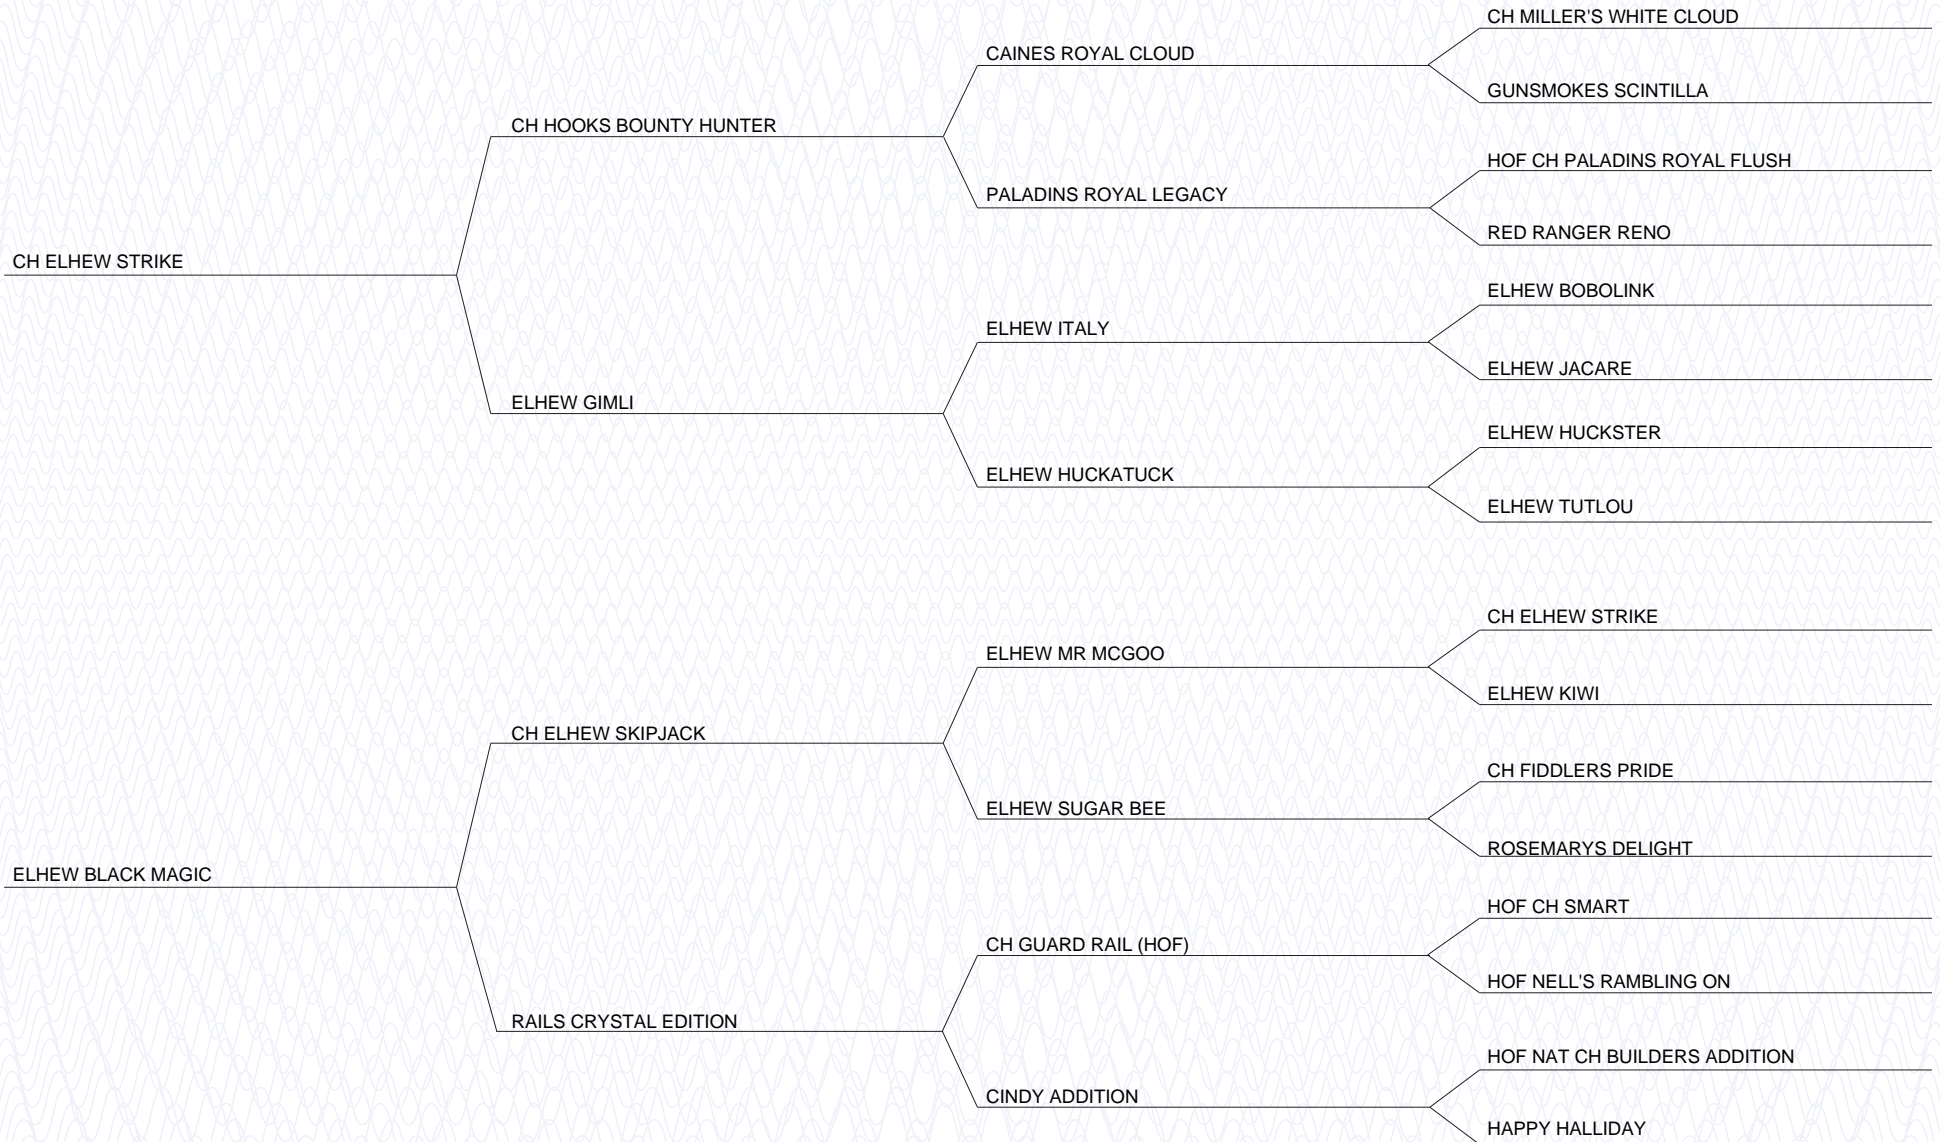 CH MILLER'S WHITE CLOUD
CAINES ROYAL CLOUD
GUNSMOKES SCINTILLA
CH HOOKS BOUNTY HUNTER
HOF CH PALADINS ROYAL FLUSH
PALADINS ROYAL LEGACY
RED RANGER RENO
CH ELHEW STRIKE
ELHEW BOBOLINK
ELHEW ITALY
ELHEW JACARE
ELHEW GIMLI
ELHEW HUCKSTER
ELHEW HUCKATUCK
ELHEW TUTLOU
CH ELHEW STRIKE
ELHEW MR MCGOO
ELHEW KIWI
CH ELHEW SKIPJACK
CH FIDDLERS PRIDE
ELHEW SUGAR BEE
ROSEMARYS DELIGHT
ELHEW BLACK MAGIC
HOF CH SMART
CH GUARD RAIL (HOF)
HOF NELL'S RAMBLING ON
RAILS CRYSTAL EDITION
HOF NAT CH BUILDERS ADDITION
CINDY ADDITION
HAPPY HALLIDAY